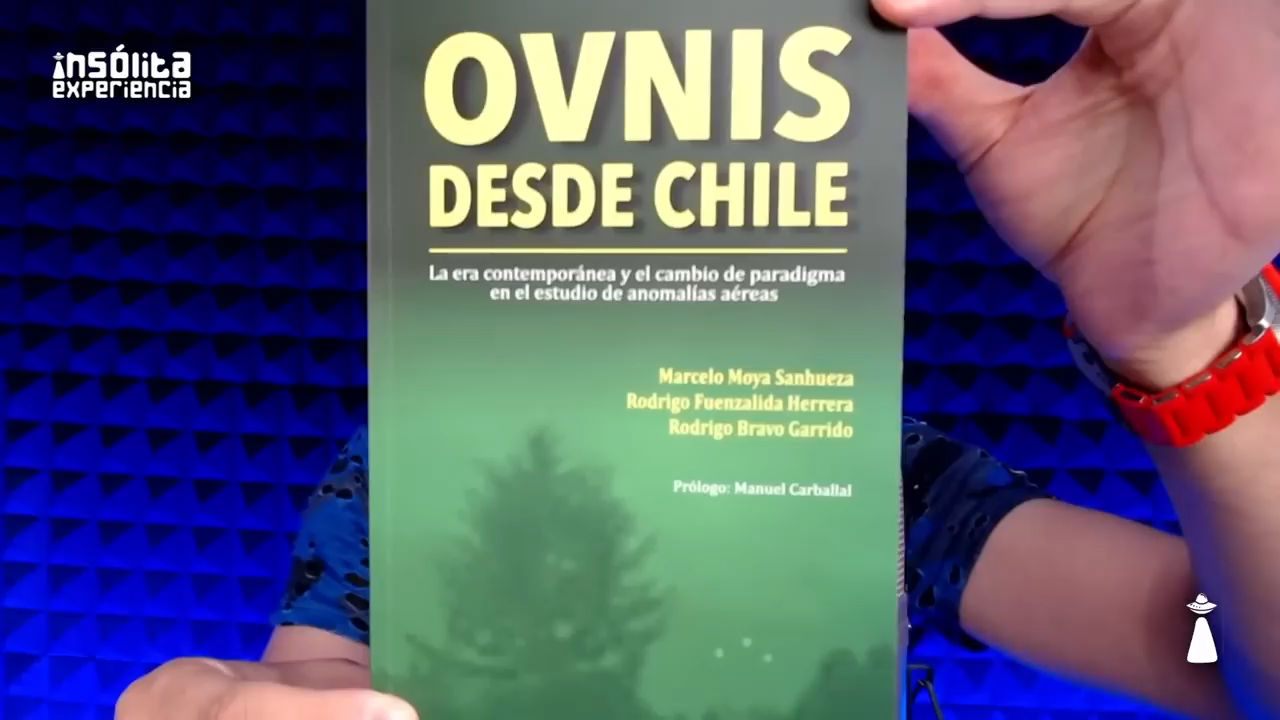 insólita
experiencia
OVNIS
DESDE CHILE
La era contemporánea y el cambio de paradigma
en el estudio de anomalías aéreas
Marcelo Moya Sanhueza
Rodrigo Fuenzalida Herrera
Rodrigo Bravo Garrido
Prólogo: Manuel Carballal